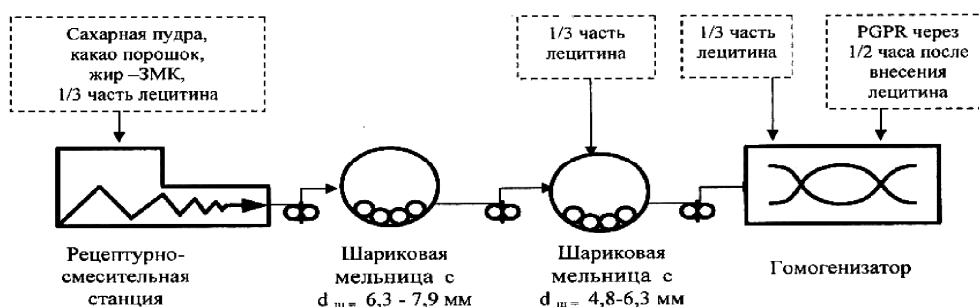 Сахарная пудра,
какао порошок,
жир –ЗМК,
1/3 часть лецитина
1/3 часть
лецитина
1/3 часть
лецитина
PGPR через
1/2 часа после
внесения
лецитина
Рецептурно-
смесительная
станция
Шариковая
мельница с
d ш = 6,3 - 7,9 мм
Шариковая
мельница с
d ш = 4,8-6,3 мм
Гомогенизатор